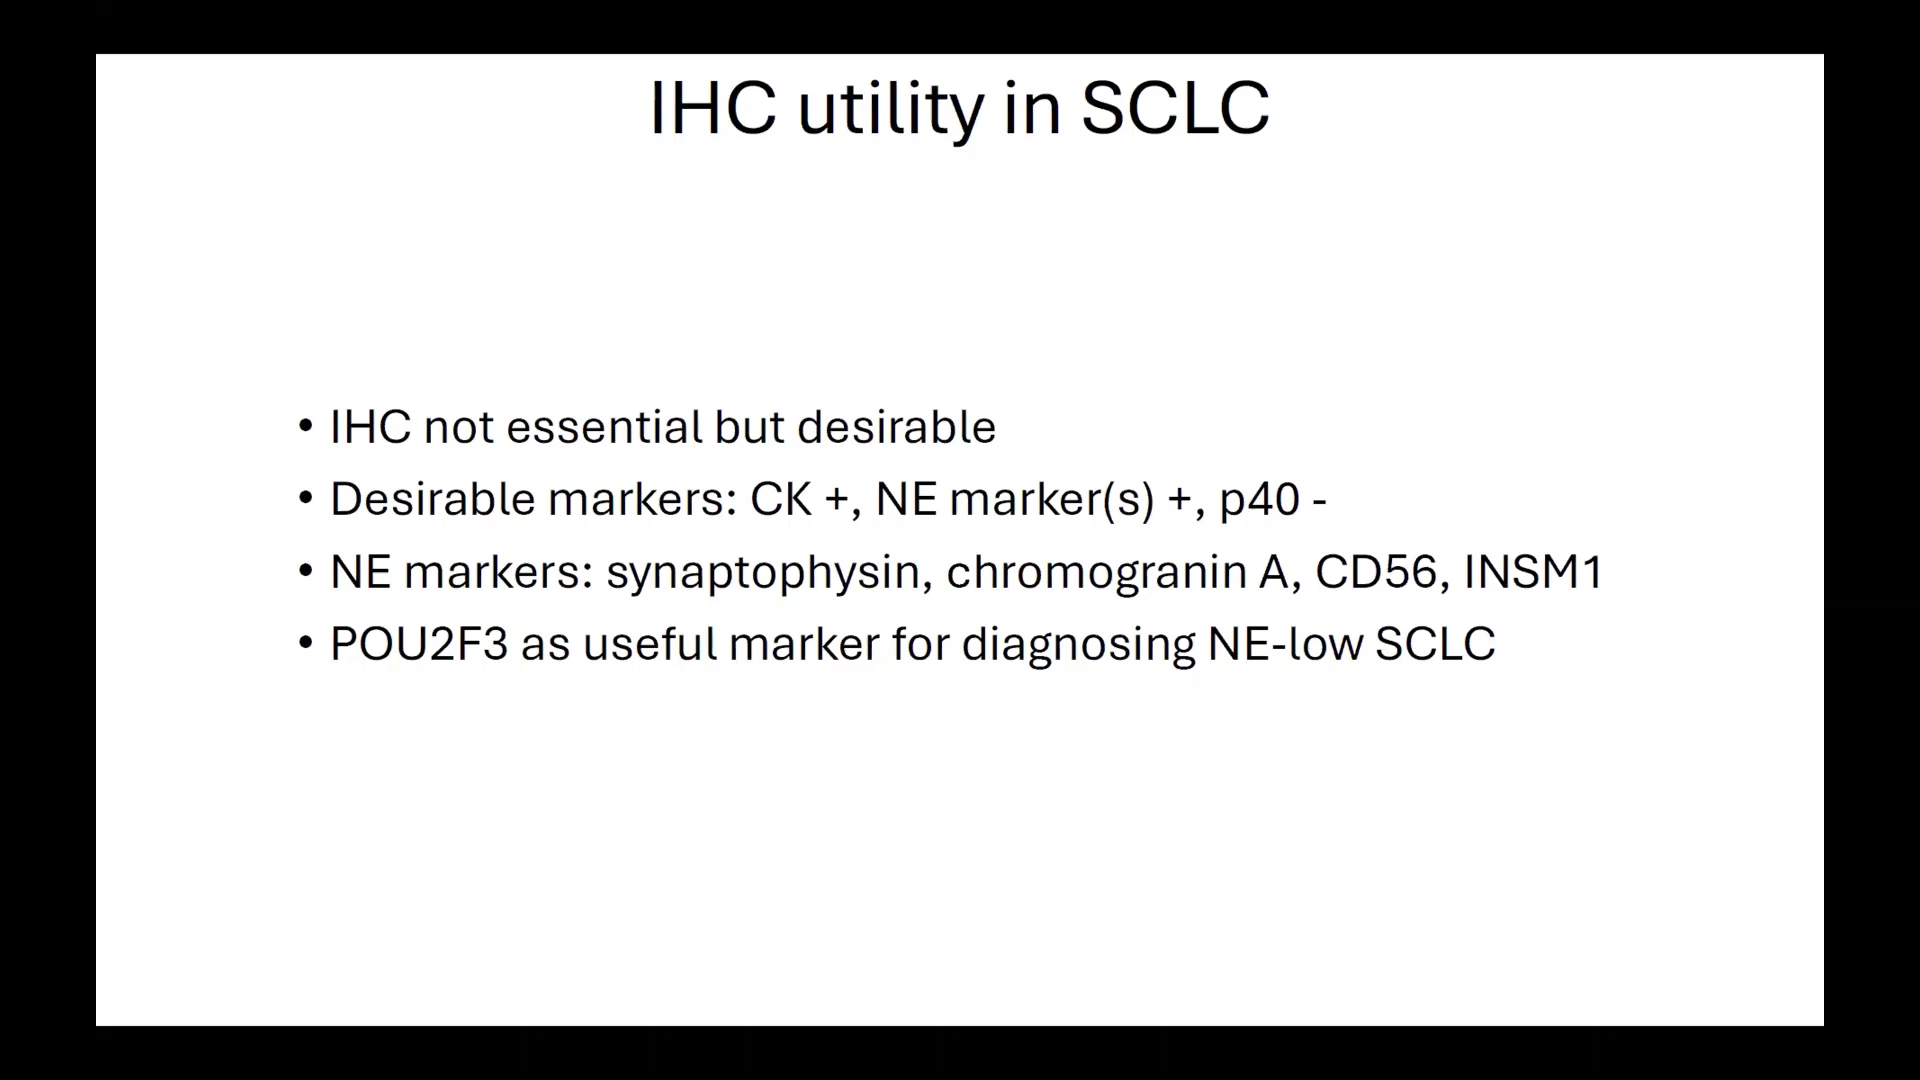 IHC utility in SCLC
• IHC not essential but desirable
• Desirable markers: CK +, NE marker(s) +, p40 -
• NE markers: synaptophysin, chromogranin A, CD56, INSM1
• POU2F3 as useful marker for diagnosing NE-low SCLC